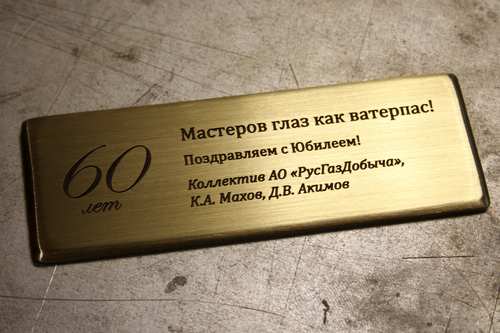 60
лет
Мастеров глаз как ватерпас!
Поздравляем с Юбилеем!
Коллектив АО «РусГазДобыча»,
К.А. Махов, Д.В. Акимов